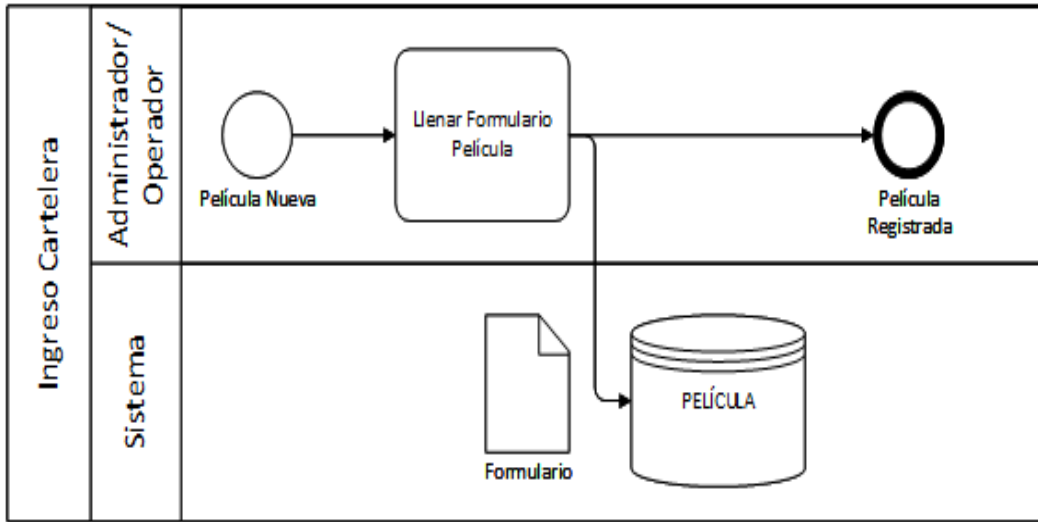 Ingreso Cartelera
Administrador/
Operador
Película Nueva
Llenar Formulario
Película
Película
Registrada
Sistema
Formulario
PELÍCULA